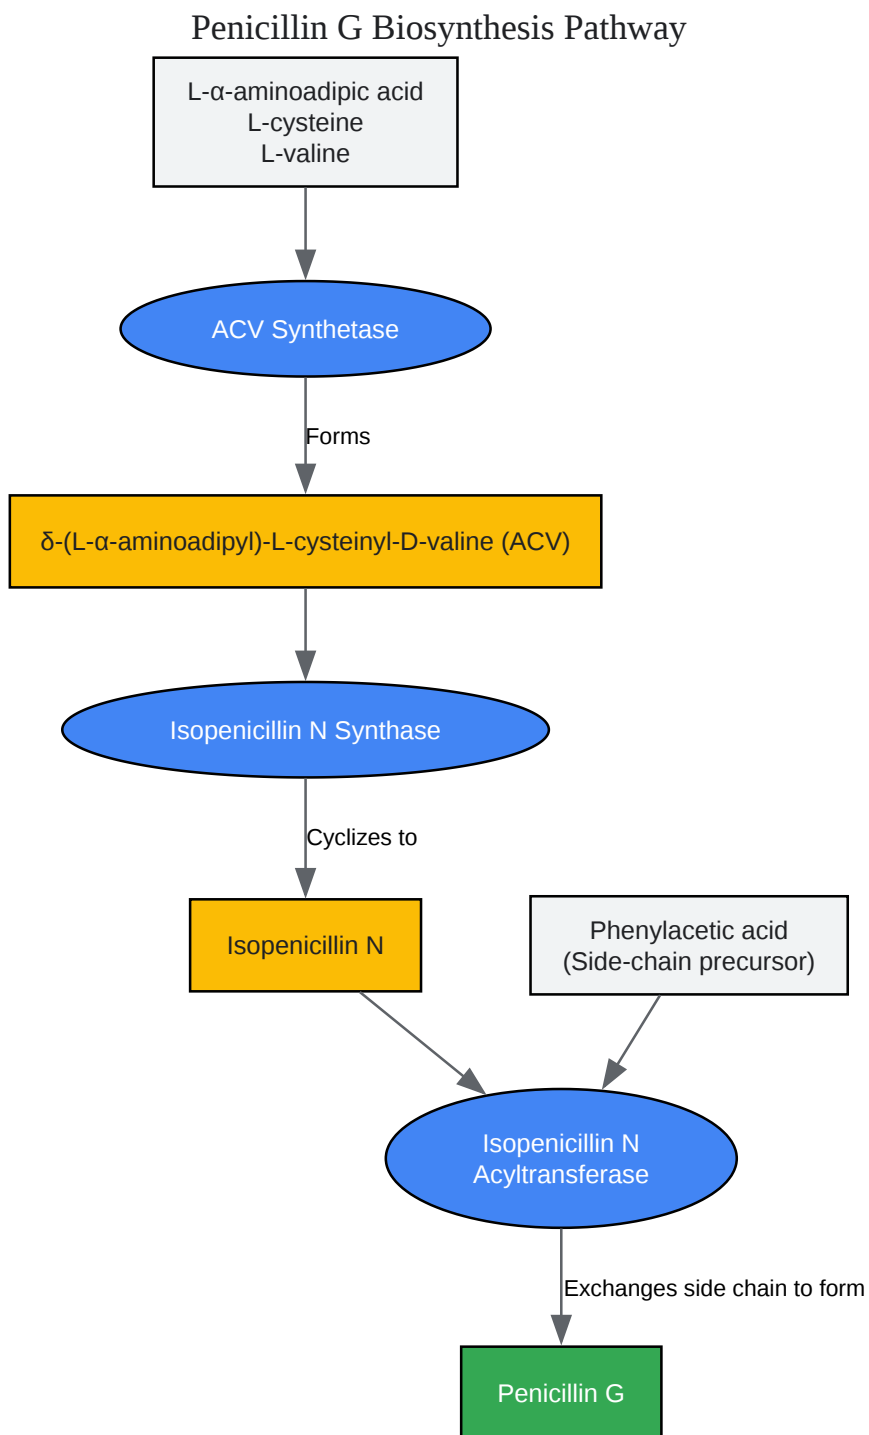 Penicillin G Biosynthesis Pathway
L-α-aminoadipic acid
L-cysteine
L-valine
ACV Synthetase
Forms
δ-(L-α-aminoadipyl)-L-cysteinyl-D-valine (ACV)
Isopenicillin N Synthase
Cyclizes to
Isopenicillin N
Phenylacetic acid
(Side-chain precursor)
Isopenicillin N
Acyltransferase
Exchanges side chain to form
Penicillin G